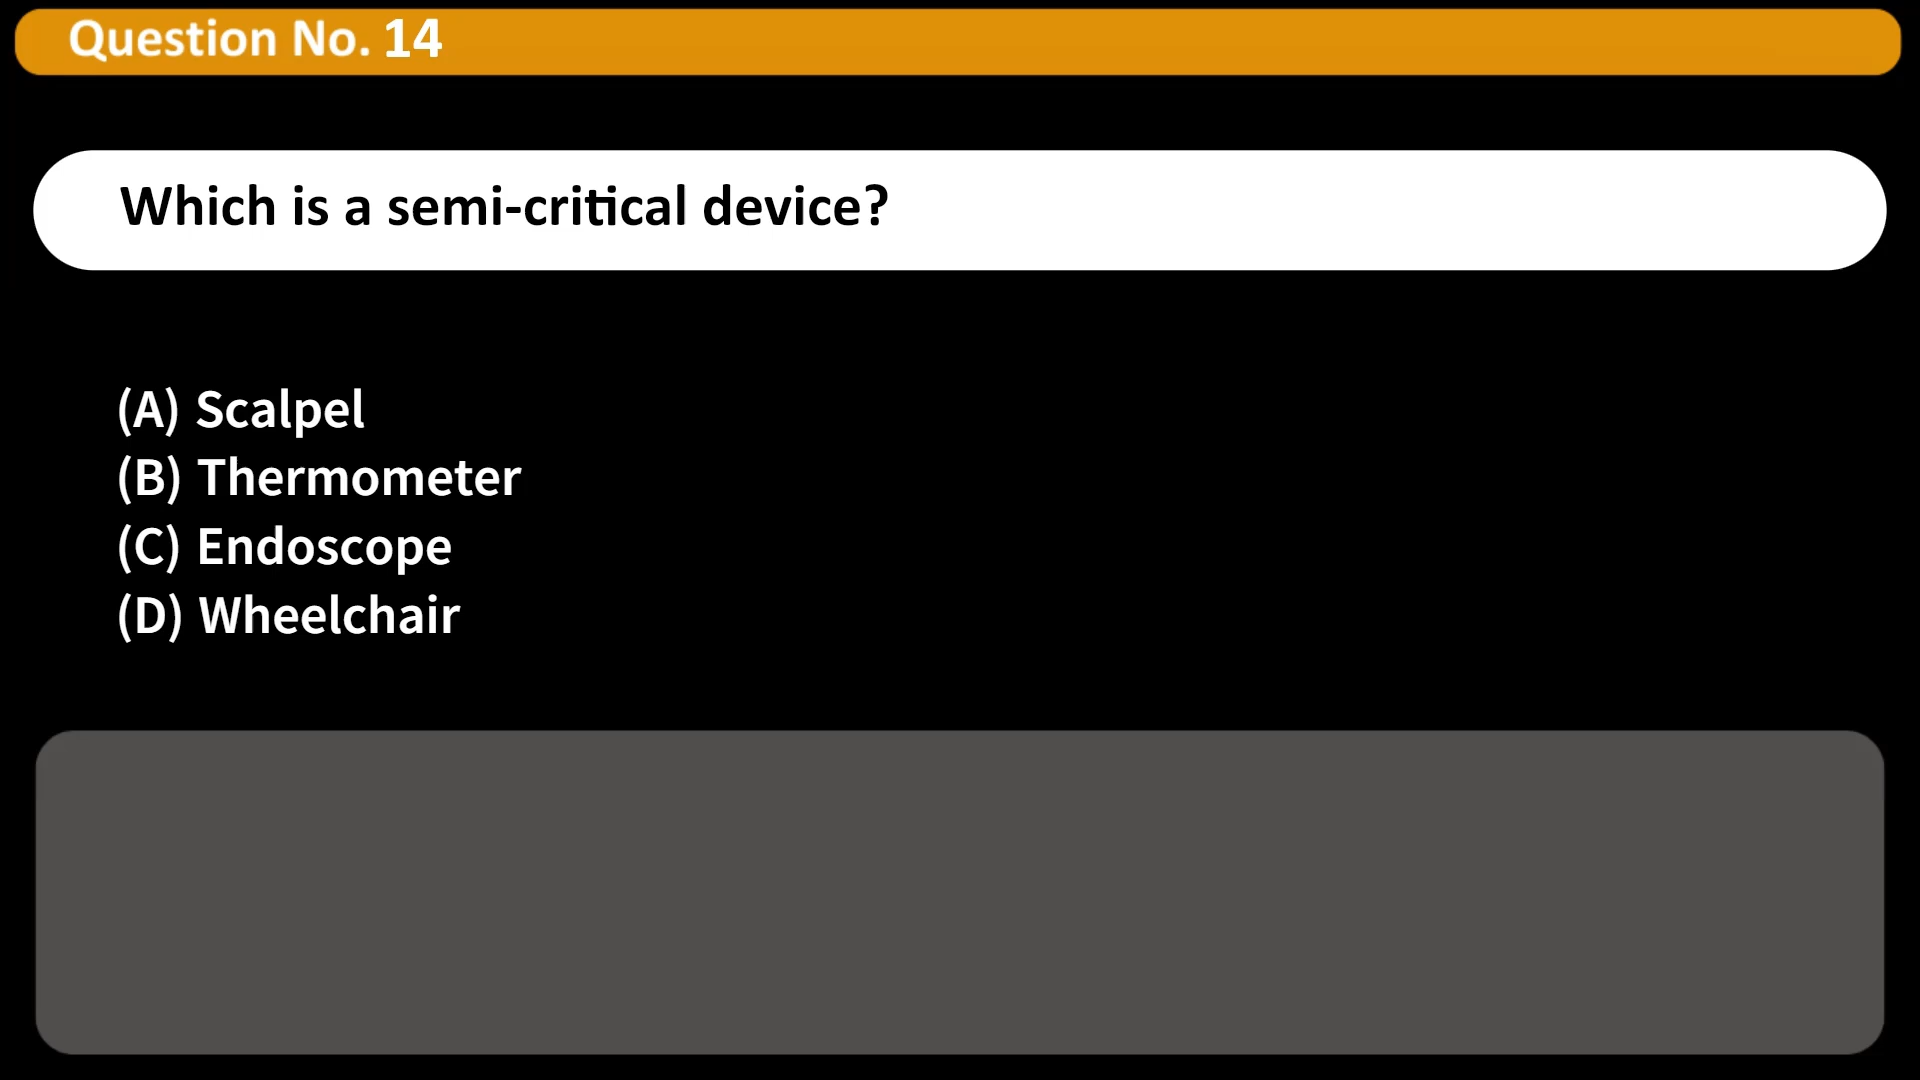 Question No. 14
Which is a semi-critical device?
(A) Scalpel
(B) Thermometer
(C) Endoscope
(D) Wheelchair